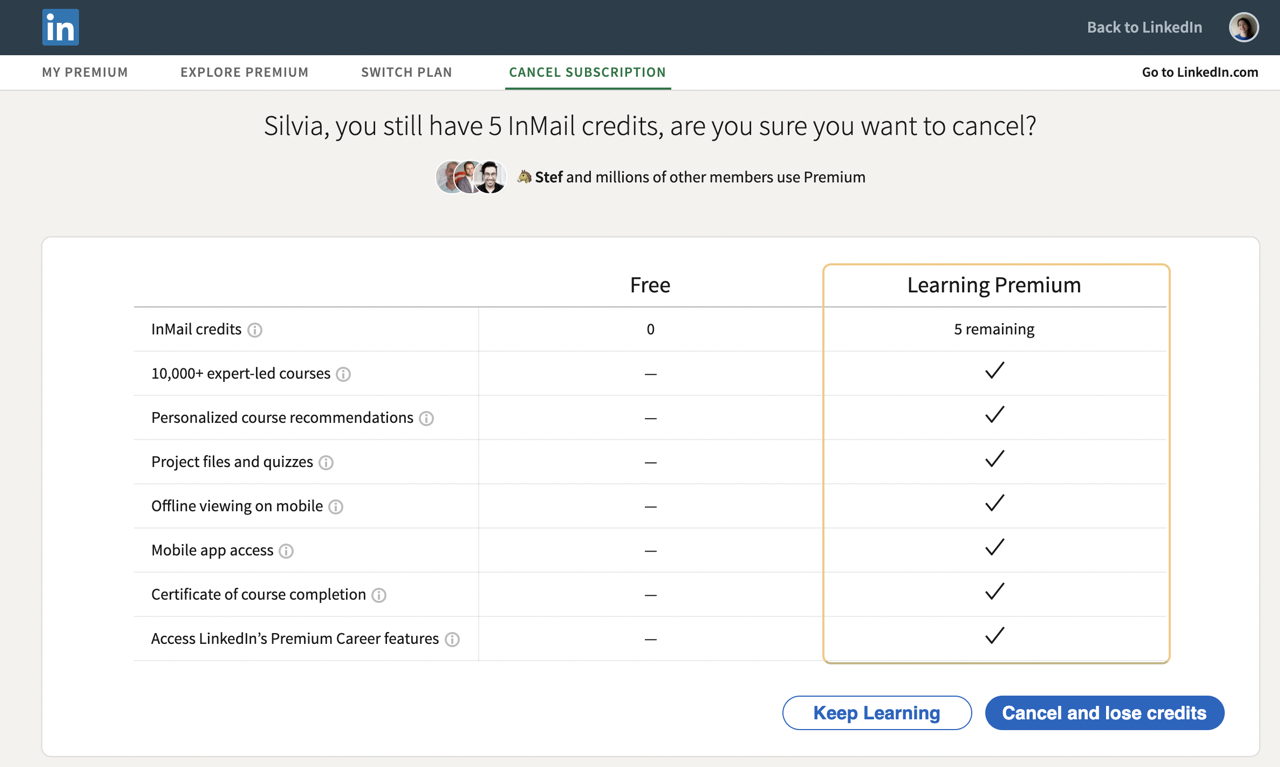 in
Back to LinkedIn
MY PREMIUM
EXPLORE PREMIUM
SWITCH PLAN
CANCEL SUBSCRIPTION
Go to LinkedIn.com
Silvia, you still have 5 InMail credits, are you sure you want to cancel?
🐴 Stef and millions of other members use Premium
Free
Learning Premium
InMail credits
0
5 remaining
10,000+ expert-led courses
—
✓
Personalized course recommendations
—
✓
Project files and quizzes
—
✓
Offline viewing on mobile
—
✓
Mobile app access
—
✓
Certificate of course completion
—
✓
Access LinkedIn’s Premium Career features
—
✓
Keep Learning
Cancel and lose credits